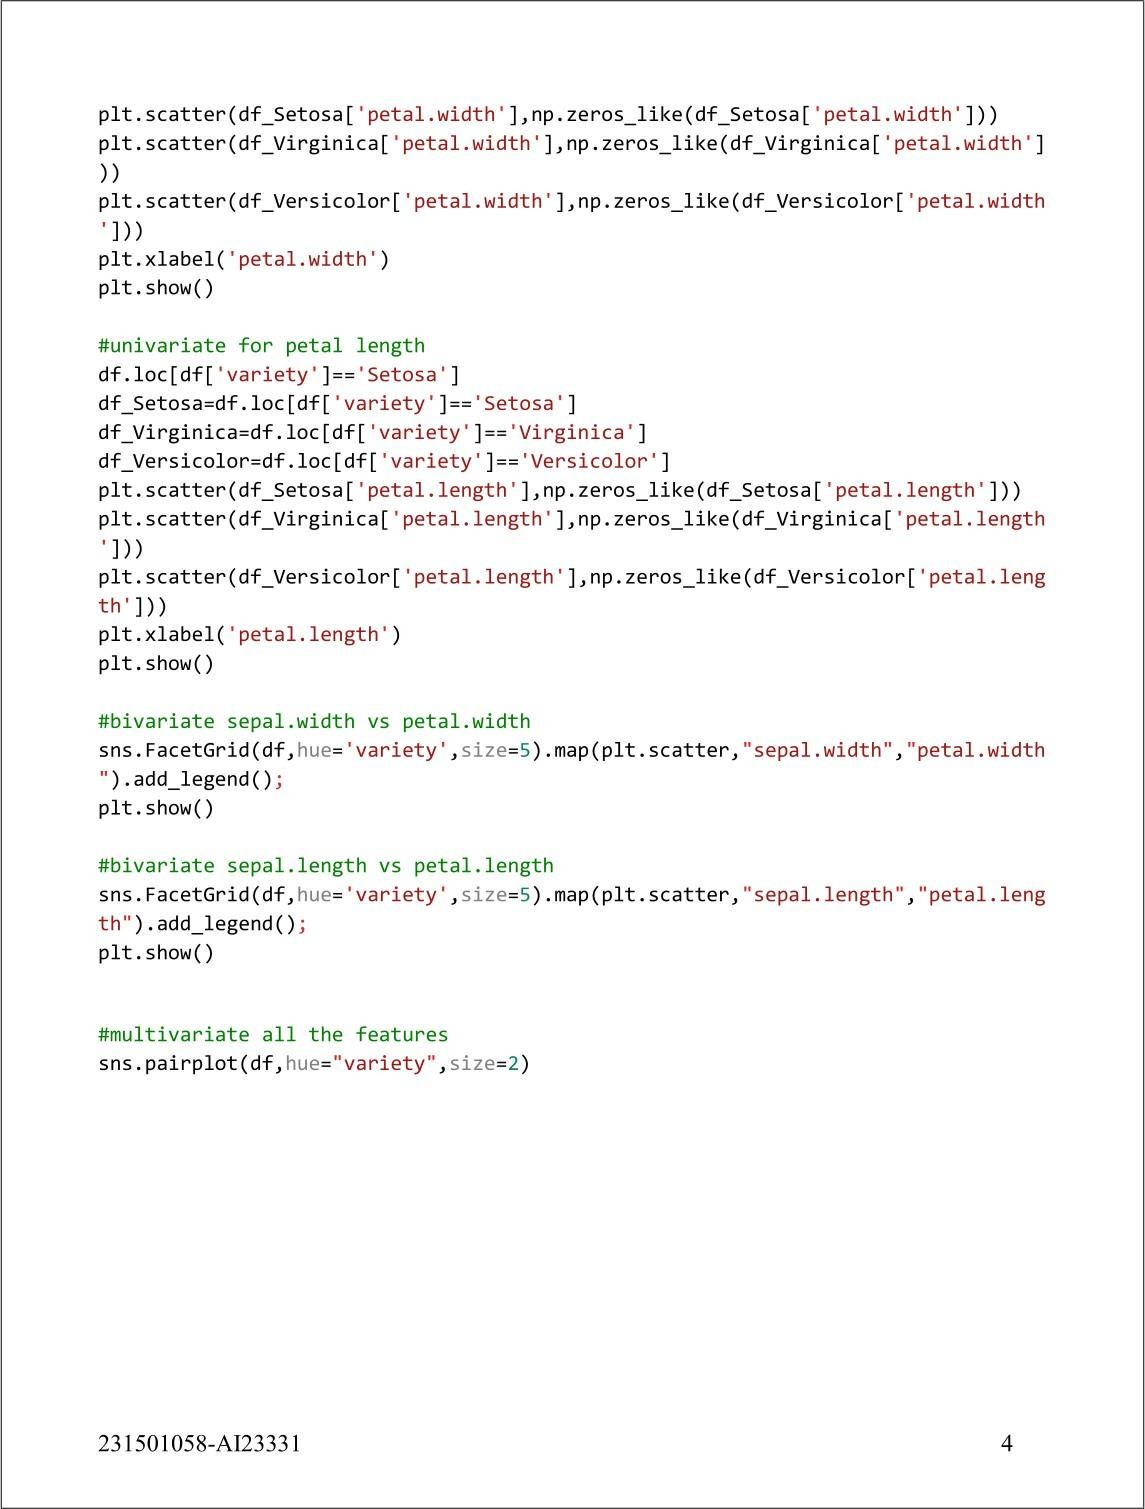 plt.scatter(df_Setosa['petal.width'],np.zeros_like(df_Setosa['petal.width']))
plt.scatter(df_Virginica['petal.width'],np.zeros_like(df_Virginica['petal.width']
))
plt.scatter(df_Versicolor['petal.width'],np.zeros_like(df_Versicolor['petal.width
']))
plt.xlabel('petal.width')
plt.show()
#univariate for petal length
df.loc[df['variety']=='Setosa']
df_Setosa=df.loc[df['variety']=='Setosa']
df_Virginica=df.loc[df['variety']=='Virginica']
df_Versicolor=df.loc[df['variety']=='Versicolor']
plt.scatter(df_Setosa['petal.length'],np.zeros_like(df_Setosa['petal.length']))
plt.scatter(df_Virginica['petal.length'],np.zeros_like(df_Virginica['petal.length
']))
plt.scatter(df_Versicolor['petal.length'],np.zeros_like(df_Versicolor['petal.leng
th']))
plt.xlabel('petal.length')
plt.show()
#bivariate sepal.width vs petal.width
sns.FacetGrid(df,hue='variety',size=5).map(plt.scatter,"sepal.width","petal.width
").add_legend();
plt.show()
#bivariate sepal.length vs petal.length
sns.FacetGrid(df,hue='variety',size=5).map(plt.scatter,"sepal.length","petal.leng
th").add_legend();
plt.show()
#multivariate all the features
sns.pairplot(df,hue="variety",size=2)
231501058-AI23331 4